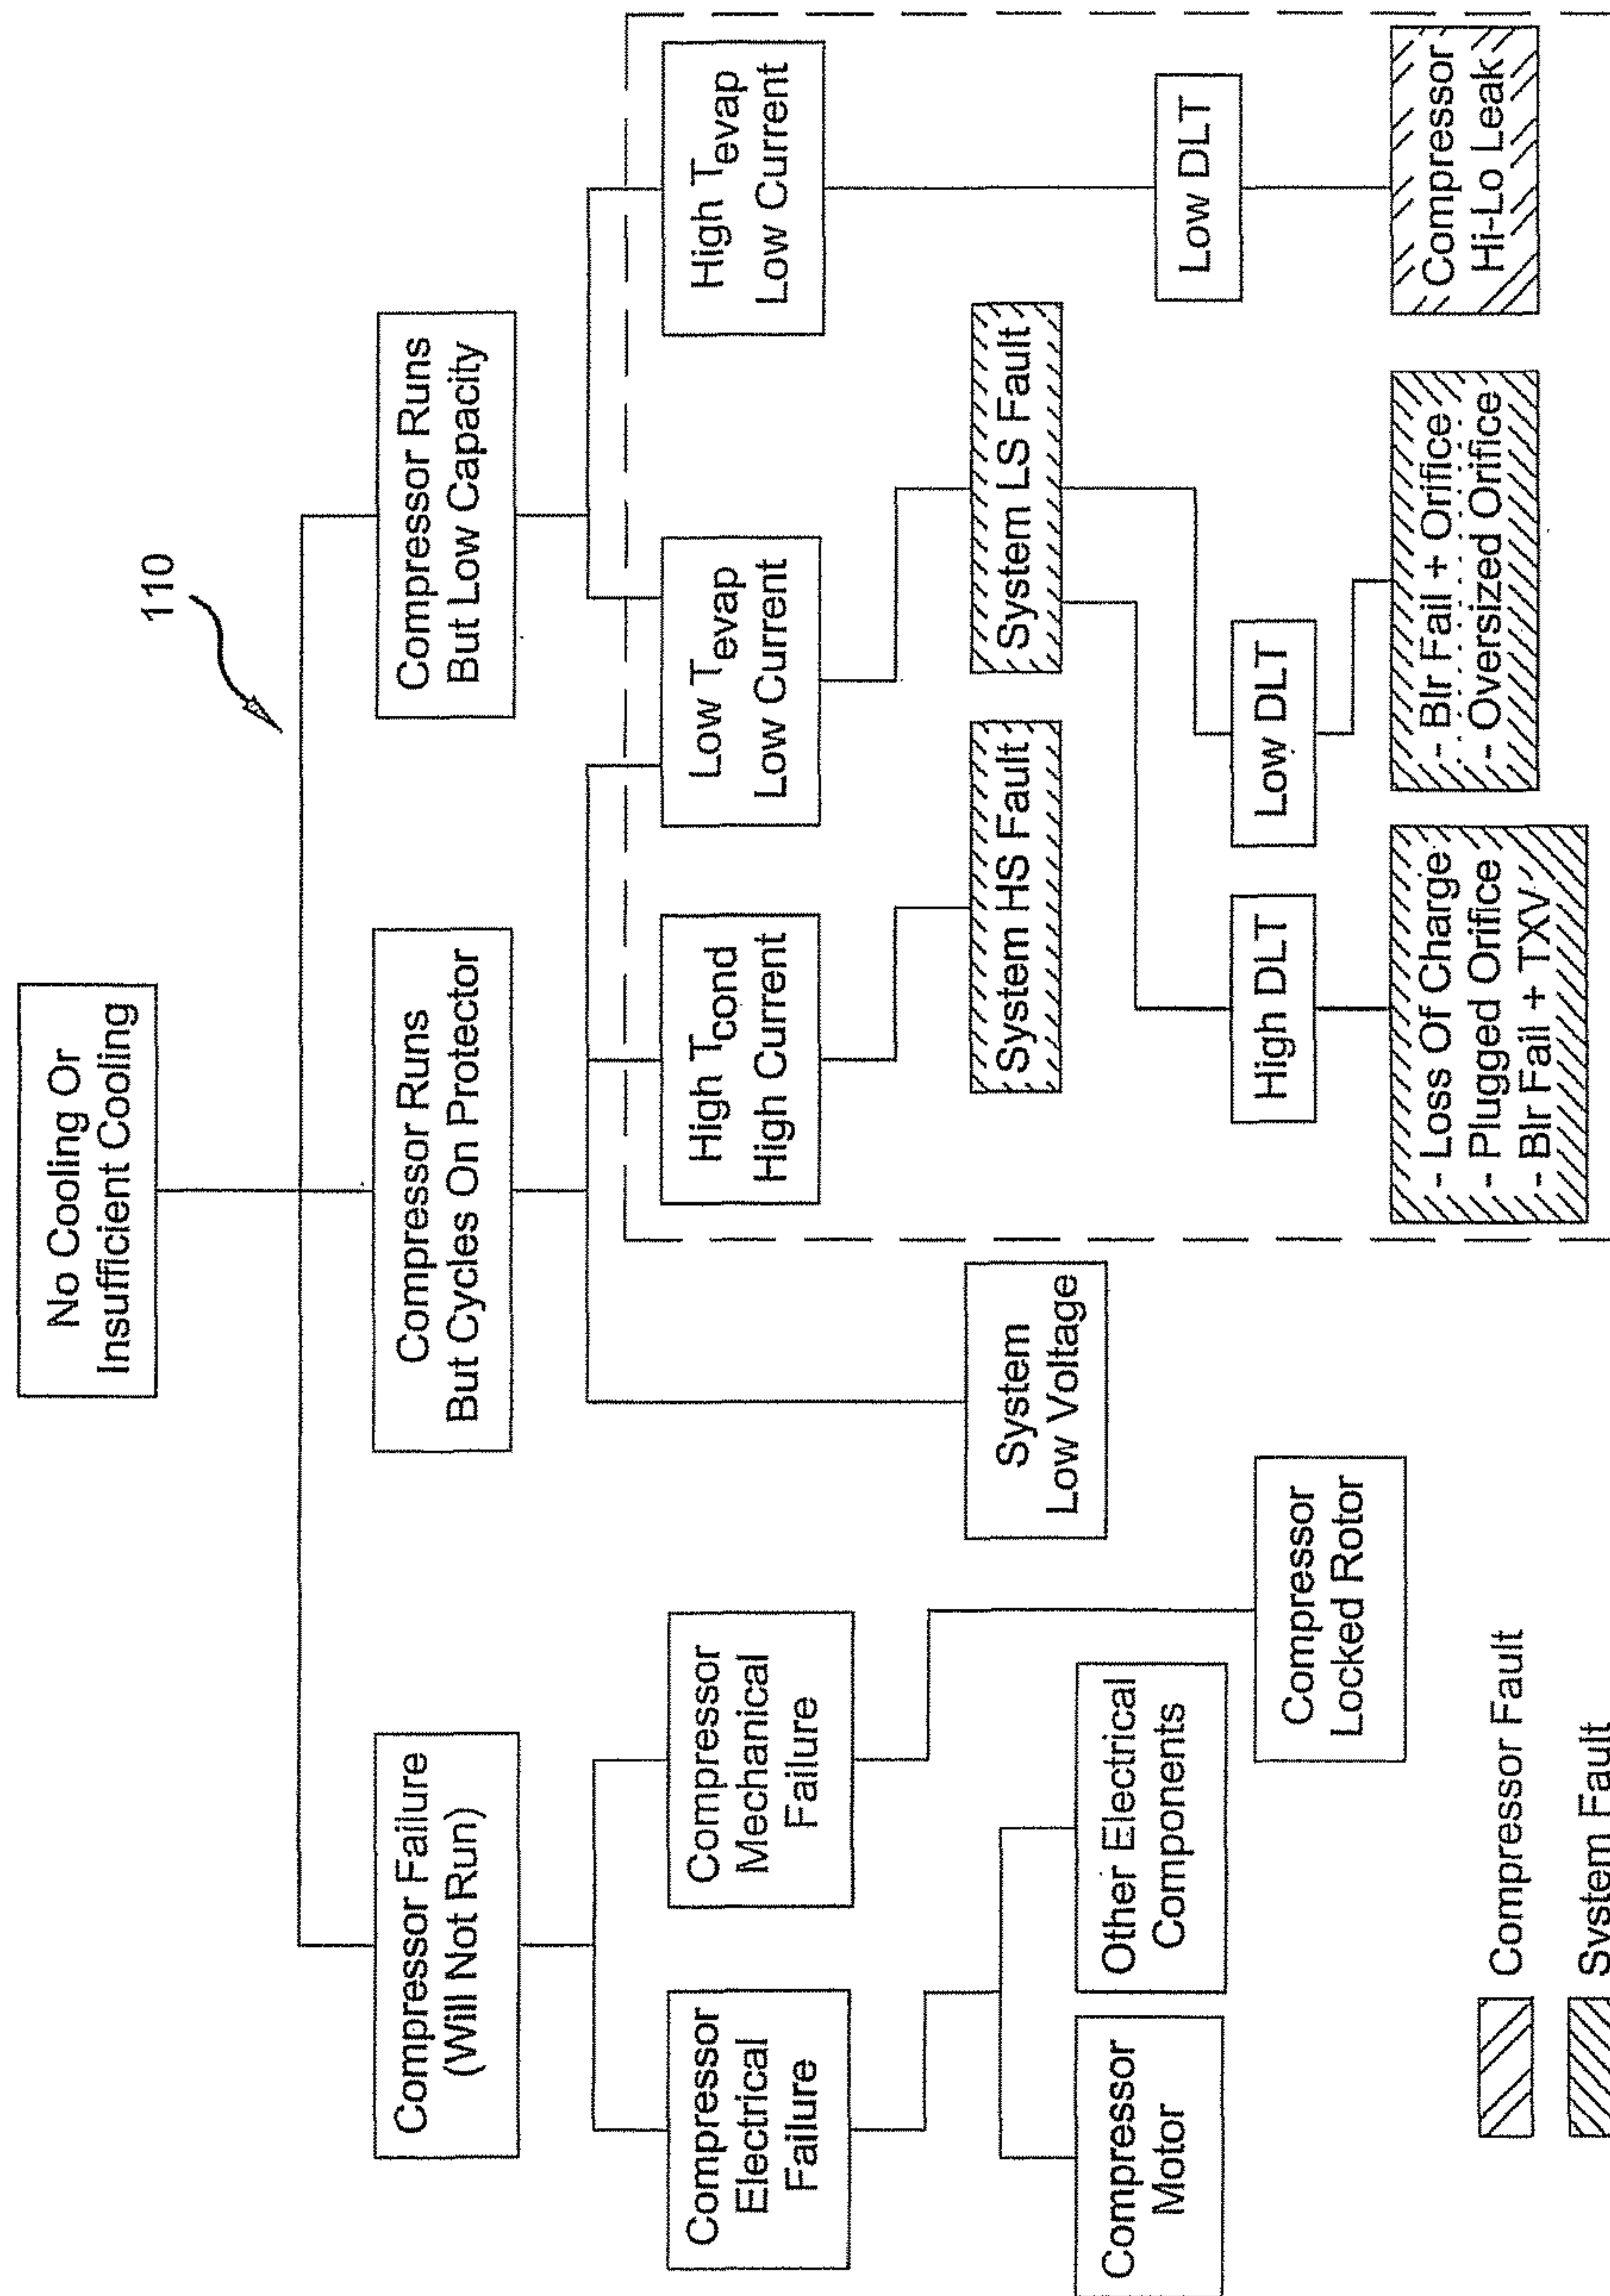 110
No Cooling Or
Insufficient Cooling
Compressor Failure
(Will Not Run)
Compressor Runs
But Cycles On Protector
Compressor Runs
But Low Capacity
Compressor
Electrical
Failure
Compressor
Mechanical
Failure
High Tcond
High Current
Low Tevap
Low Current
High Tevap
Low Current
System
Low Voltage
System HS Fault
System LS Fault
Compressor
Motor
Other Electrical
Components
Compressor
Locked Rotor
High DLT
Low DLT
Low DLT
- Loss Of Charge
- Plugged Orifice
- Blr Fail + TXV
- Blr Fail + Orifice
- Oversized Orifice
Compressor
Hi-Lo Leak
Compressor Fault
System Fault